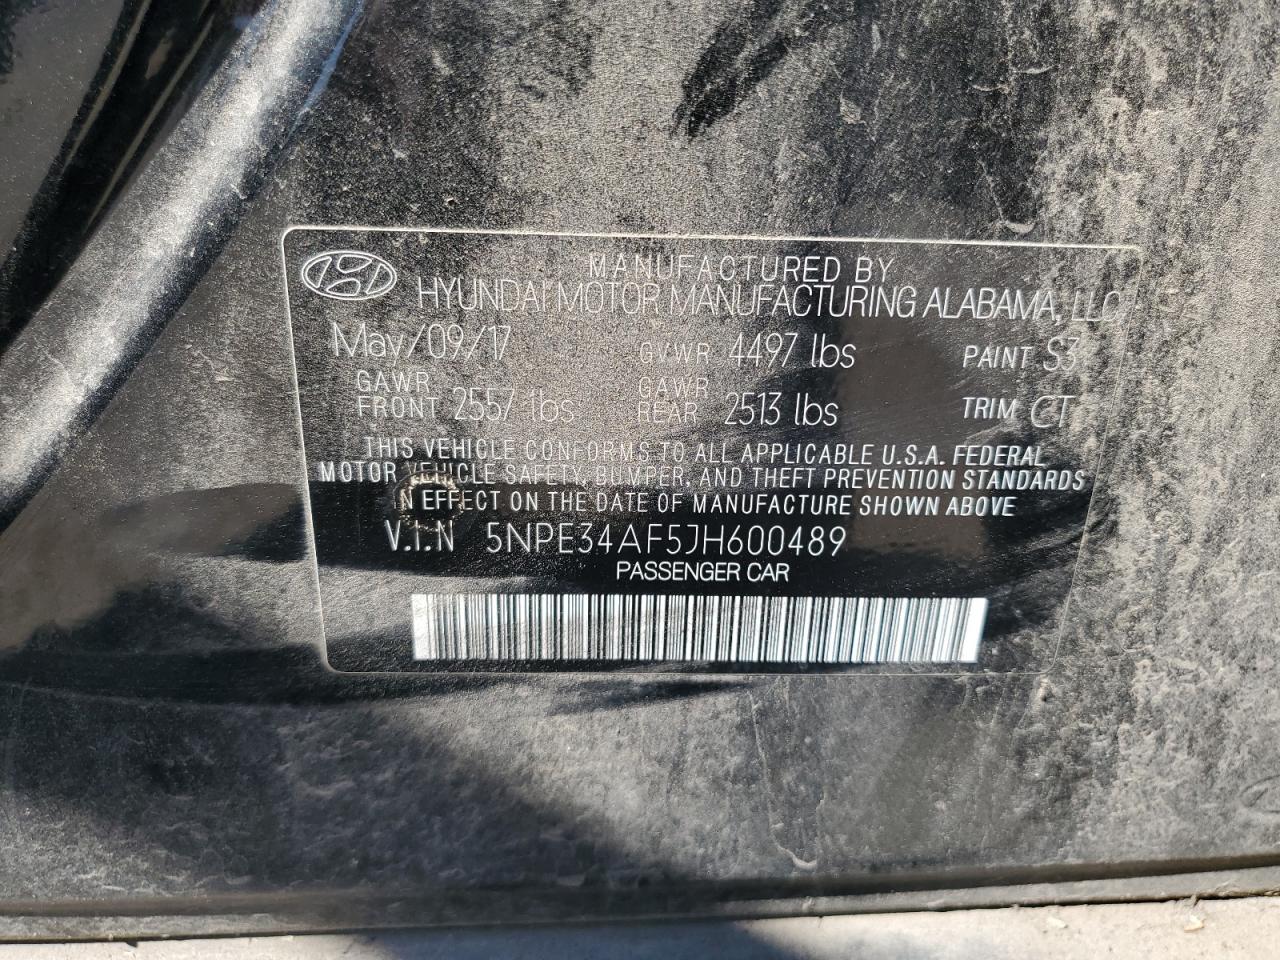 MANUFACTURED BY
HYUNDAI MOTOR MANUFACTURING ALABAMA, LLC
May/09/17 GVWR 4497 lbs PAINT S3
GAWR FRONT 2557 lbs GAWR REAR 2513 lbs TRIM CT
THIS VEHICLE CONFORMS TO ALL APPLICABLE U.S.A. FEDERAL
MOTOR VEHICLE SAFETY, BUMPER, AND THEFT PREVENTION STANDARDS
IN EFFECT ON THE DATE OF MANUFACTURE SHOWN ABOVE
V.I.N 5NPE34AF5JH600489
PASSENGER CAR